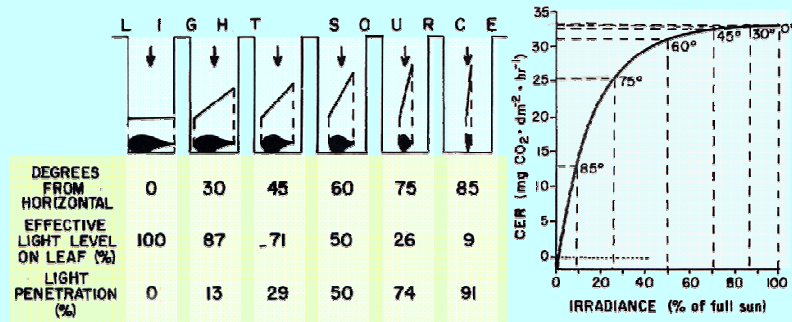 LIGHT SOURCE
DEGREES FROM HORIZONTAL 0 30 45 60 75 85
EFFECTIVE LIGHT LEVEL ON LEAF (%) 100 87 71 50 26 9
LIGHT PENETRATION (%) 0 13 29 50 74 91
CER (mg CO₂ • dm⁻² • hr⁻¹)
35
30
25
20
15
10
5
0
0°
30°
45°
60°
75°
85°
0 20 40 60 80 100
IRRADIANCE (% of full sun)